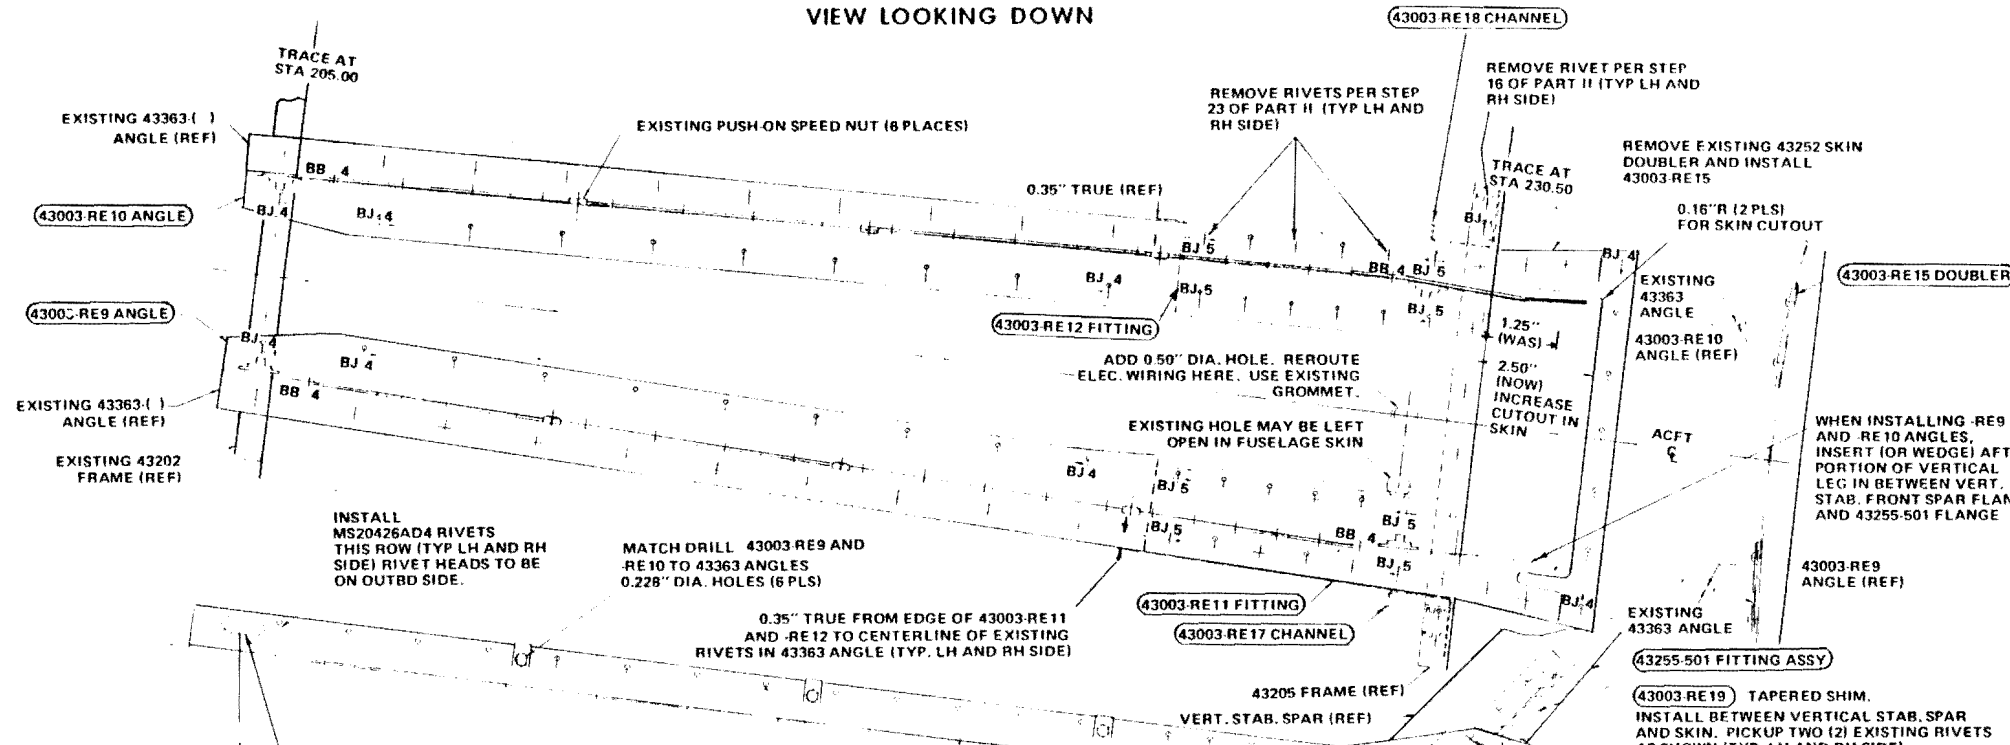 VIEW LOOKING DOWN
43003-RE18 CHANNEL
TRACE AT
STA 205.00
REMOVE RIVET PER STEP
16 OF PART II (TYP LH AND
RH SIDE)
REMOVE RIVETS PER STEP
23 OF PART II (TYP LH AND
RH SIDE)
EXISTING 43363-( )
ANGLE (REF)
EXISTING PUSH-ON SPEED NUT (6 PLACES)
REMOVE EXISTING 43252 SKIN
DOUBLER AND INSTALL
43003-RE15
TRACE AT
STA 230.50
BB 4
0.35" TRUE (REF)
0.16"R (2 PLS)
FOR SKIN CUTOUT
43003-RE10 ANGLE
BJ 4
BJ 4
BJ
BJ 5
BJ 4
BB 4
BJ 5
EXISTING
43363
ANGLE
43003-RE15 DOUBLER
BJ 4
BJ 5
43003-RE9 ANGLE
43003-RE12 FITTING
BJ 5
1.25"
(WAS)
43003-RE10
ANGLE (REF)
BJ 4
BJ 4
BB 4
ADD 0.50" DIA. HOLE. REROUTE
ELEC. WIRING HERE. USE EXISTING
GROMMET.
2.50"
(NOW)
INCREASE
CUTOUT IN
SKIN
EXISTING 43363-( )
ANGLE (REF)
EXISTING HOLE MAY BE LEFT
OPEN IN FUSELAGE SKIN
ACFT
WHEN INSTALLING -RE9
AND -RE10 ANGLES,
INSERT (OR WEDGE) AFT
PORTION OF VERTICAL
LEG IN BETWEEN VERT.
STAB. FRONT SPAR FLAN
AND 43255-501 FLANGE
EXISTING 43202
FRAME (REF)
BJ 4
BJ 5
BJ 5
BJ 5
BB 4
BJ 5
INSTALL
MS20426AD4 RIVETS
THIS ROW (TYP LH AND RH
SIDE) RIVET HEADS TO BE
ON OUTBD SIDE.
MATCH DRILL 43003-RE9 AND
-RE10 TO 43363 ANGLES
0.228" DIA. HOLES (6 PLS)
43003-RE9
ANGLE (REF)
BJ 4
43003-RE11 FITTING
43003-RE17 CHANNEL
0.35" TRUE FROM EDGE OF 43003-RE11
AND -RE12 TO CENTERLINE OF EXISTING
RIVETS IN 43363 ANGLE (TYP. LH AND RH SIDE)
EXISTING
43363 ANGLE
43255-501 FITTING ASSY
43205 FRAME (REF)
VERT. STAB. SPAR (REF)
43003-RE19 TAPERED SHIM.
INSTALL BETWEEN VERTICAL STAB. SPAR
AND SKIN. PICKUP TWO (2) EXISTING RIVETS